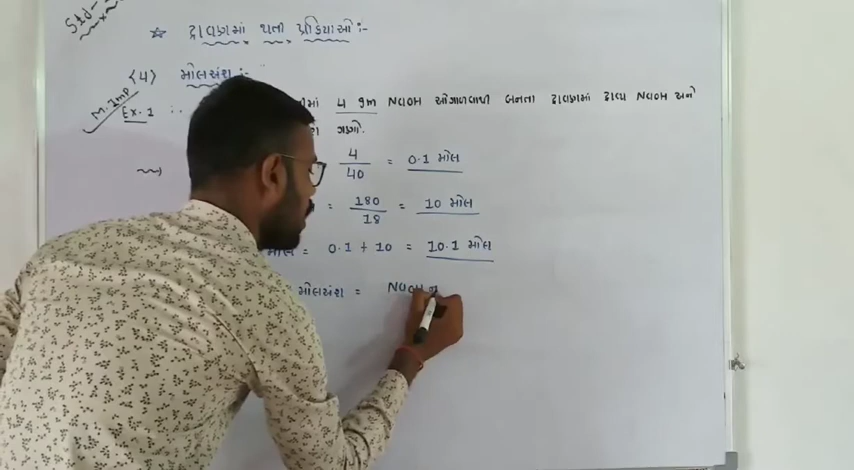 Std-
☆ દ્રાવણમાં થતી પ્રક્રિયાઓ :-
(4) મોલઅંશ :-
M. Imp
Ex. 1 :- માં 4 gm NaOH ઓગાળવાથી બનતા દ્રાવણમાં દ્રાવ્ય NaOH અને
ગણો.
4 / 40 = 0.1 મોલ
= 180 / 18 = 10 મોલ
મોલ = 0.1 + 10 = 10.1 મોલ
મોલઅંશ = NaOH ના